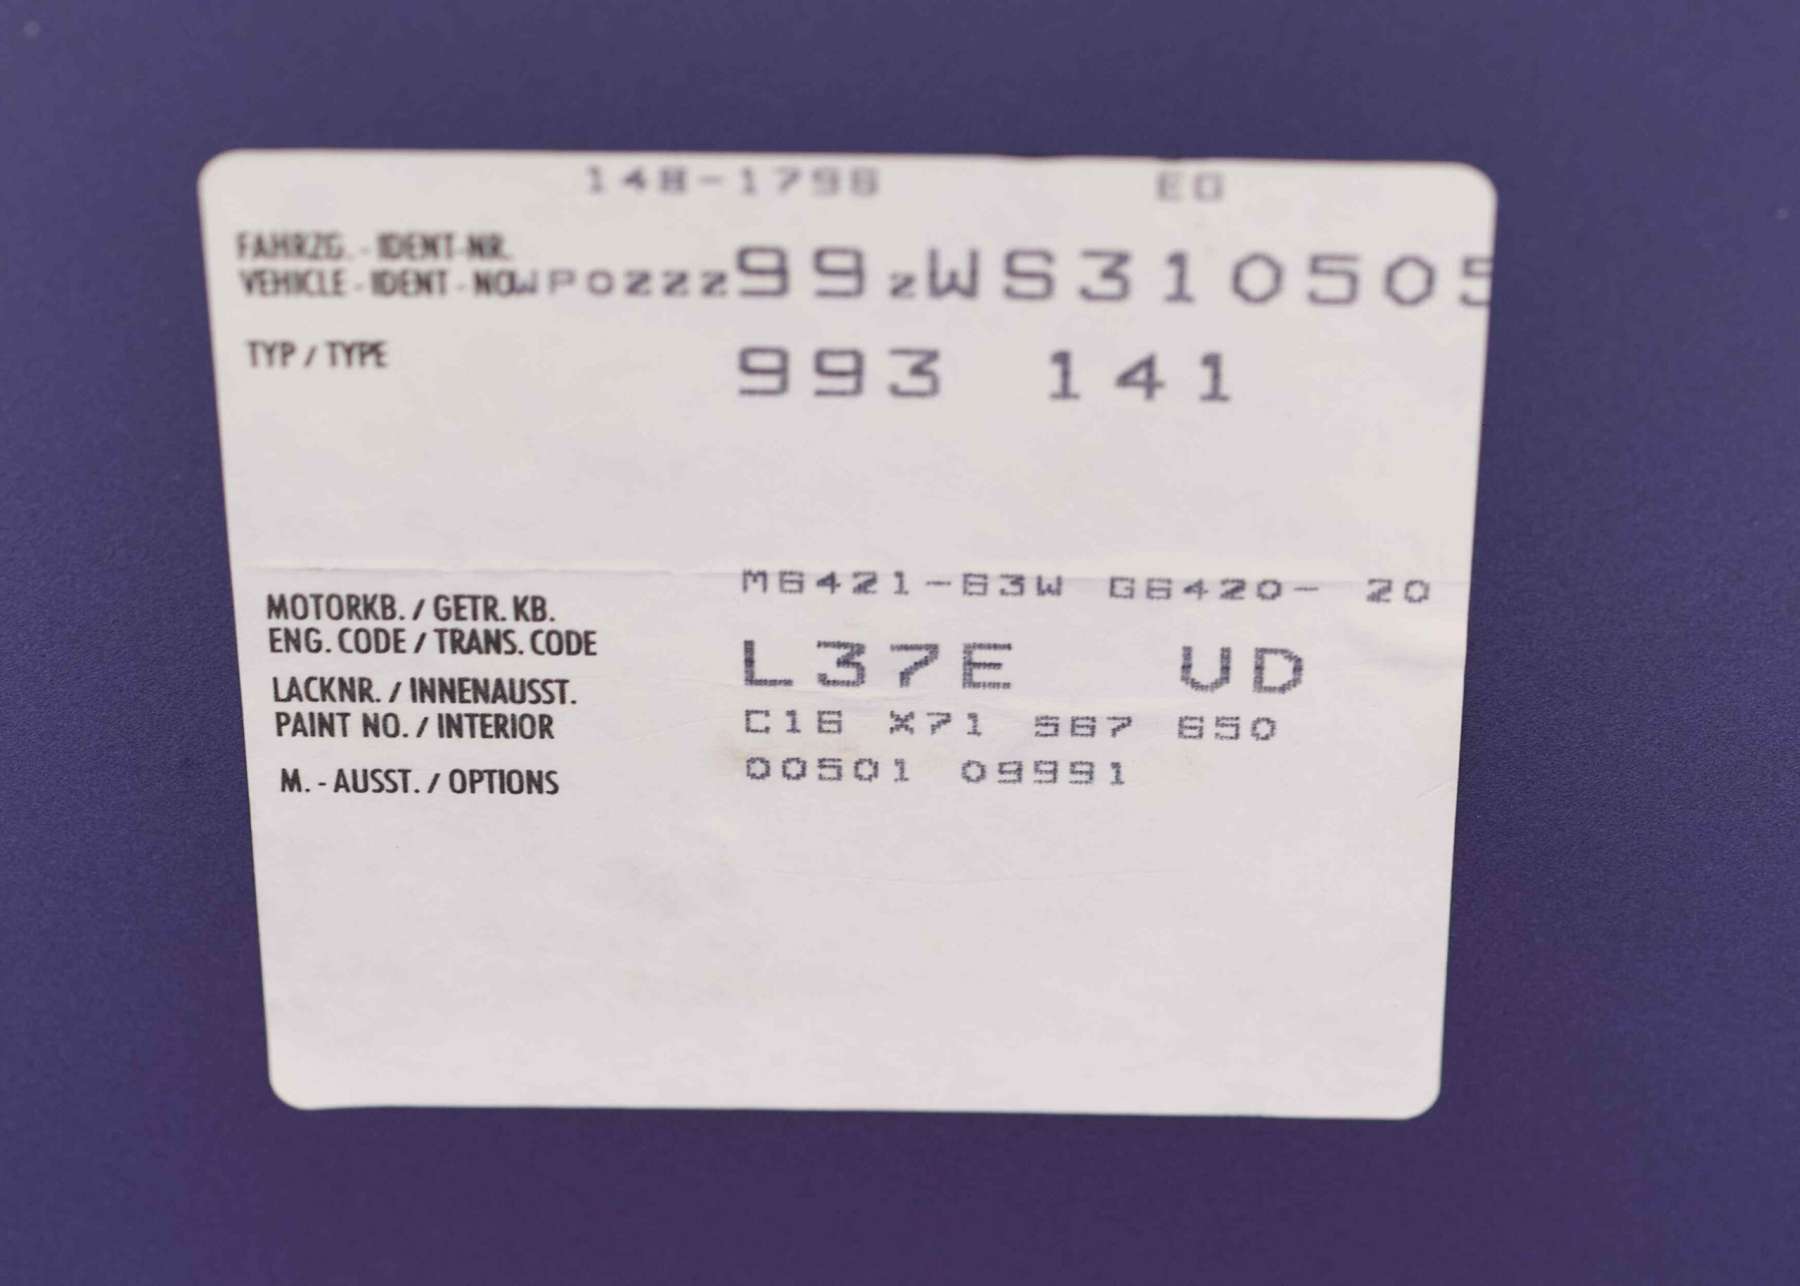 148-1798 EG
FAHRZG. - IDENT-NR.
VEHICLE - IDENT - NO WP0ZZZ99ZWS310505
TYP / TYPE 993 141
M6421-63W G6420- 20
MOTORKB. / GETR. KB.
ENG. CODE / TRANS. CODE
L37E UD
LACKNR. / INNENAUSST.
PAINT NO. / INTERIOR C16 X71 567 650
M. - AUSST. / OPTIONS 00501 09991